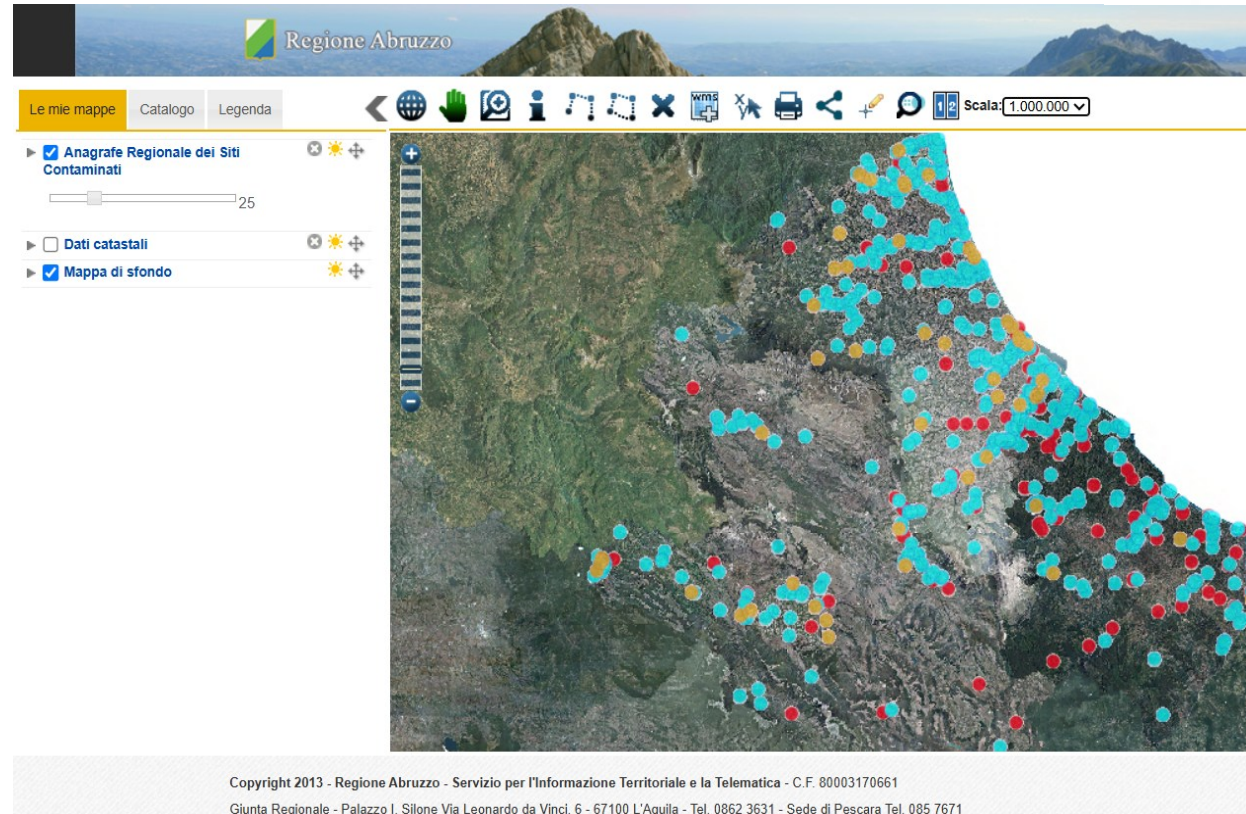 Regione Abruzzo
Le mie mappe Catalogo Legenda
wms
x y
1 2
Scala: 1.000.000
Anagrafe Regionale dei Siti
Contaminati
25
Dati catastali
Mappa di sfondo
Copyright 2013 - Regione Abruzzo - Servizio per l'Informazione Territoriale e la Telematica - C.F. 80003170661
Giunta Regionale - Palazzo I. Silone Via Leonardo da Vinci, 6 - 67100 L'Aquila - Tel. 0862 3631 - Sede di Pescara Tel. 085 7671